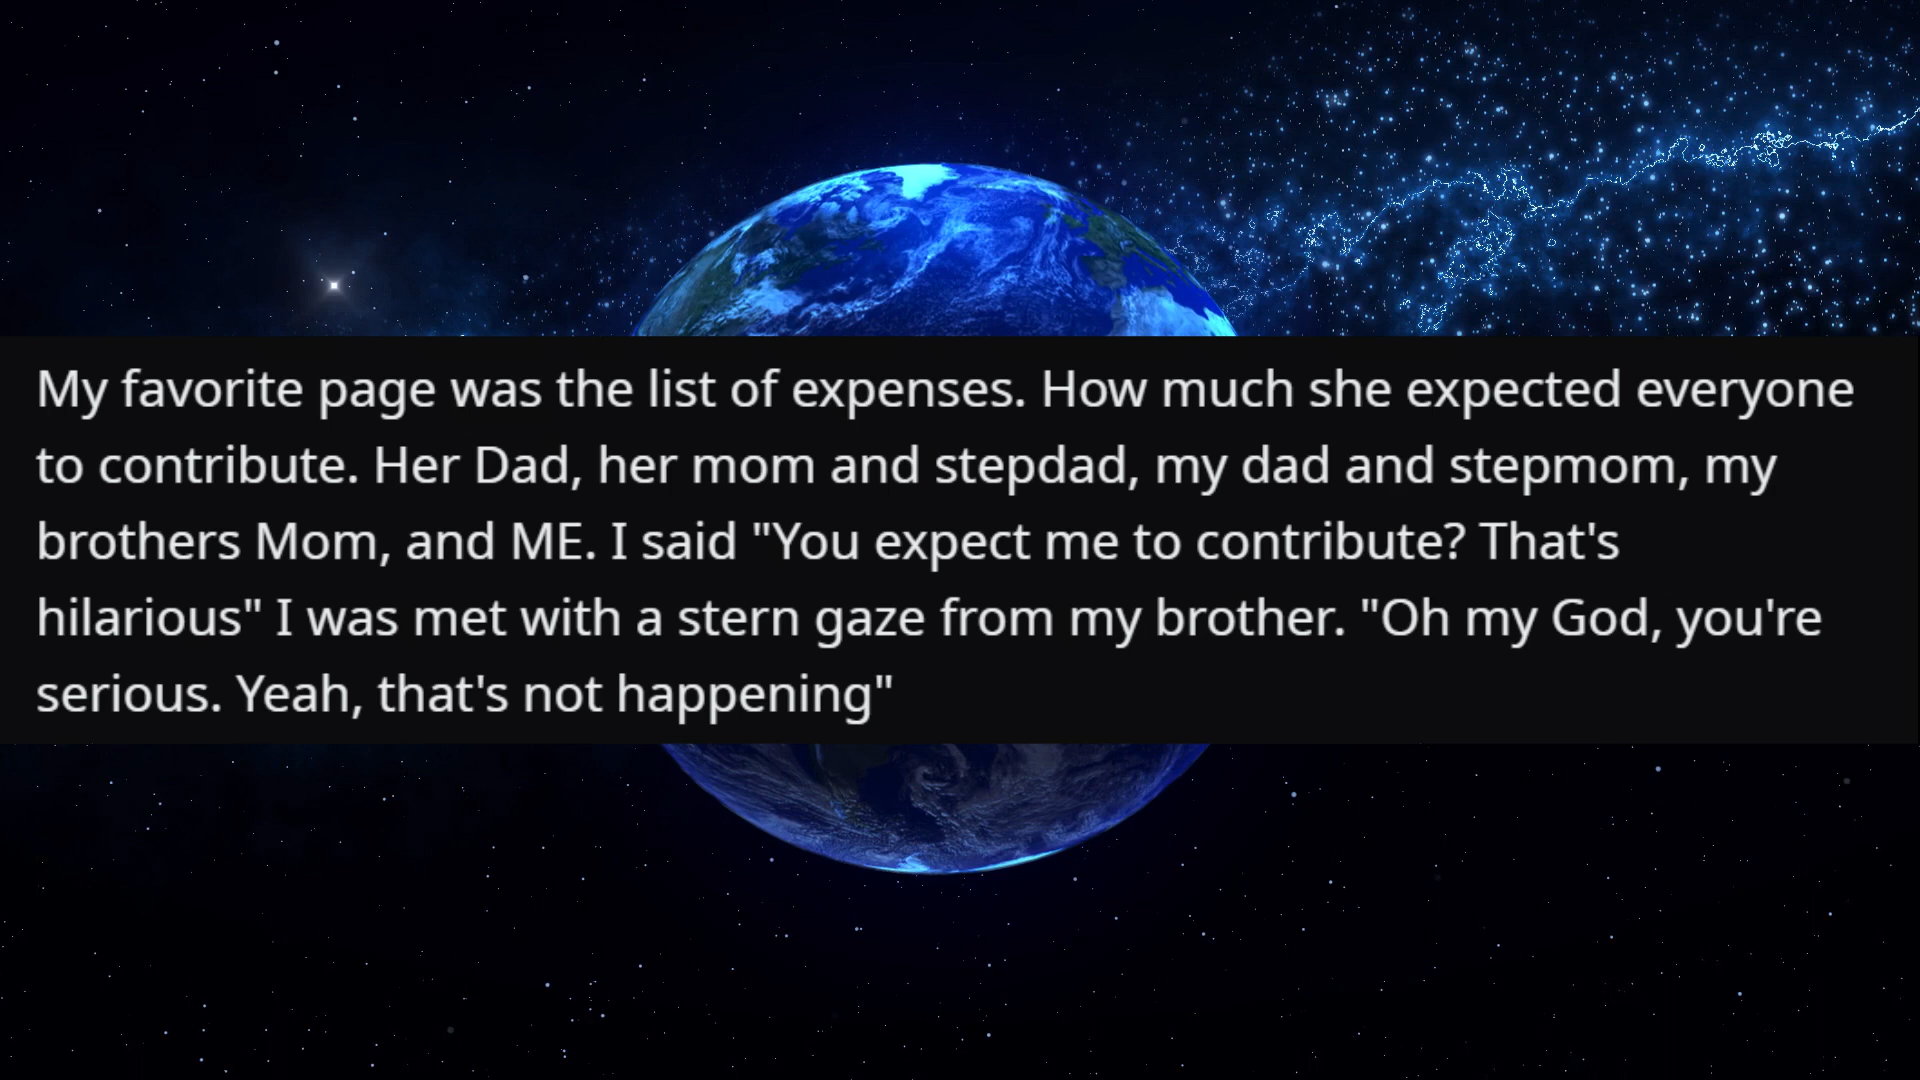 My favorite page was the list of expenses. How much she expected everyone
to contribute. Her Dad, her mom and stepdad, my dad and stepmom, my
brothers Mom, and ME. I said "You expect me to contribute? That's
hilarious" I was met with a stern gaze from my brother. "Oh my God, you're
serious. Yeah, that's not happening"